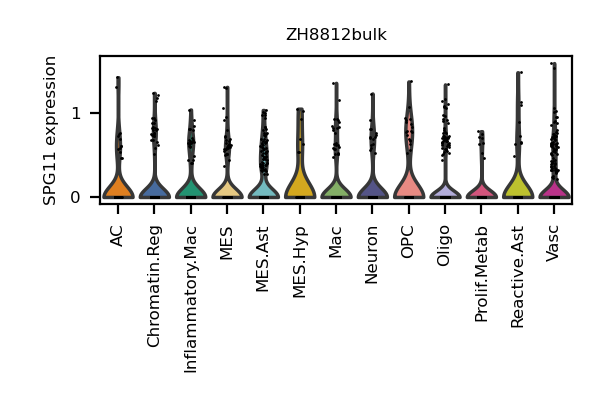 ZH8812bulk
SPG11 expression
1
0
AC
Chromatin.Reg
Inflammatory.Mac
MES
MES.Ast
MES.Hyp
Mac
Neuron
OPC
Oligo
Prolif.Metab
Reactive.Ast
Vasc